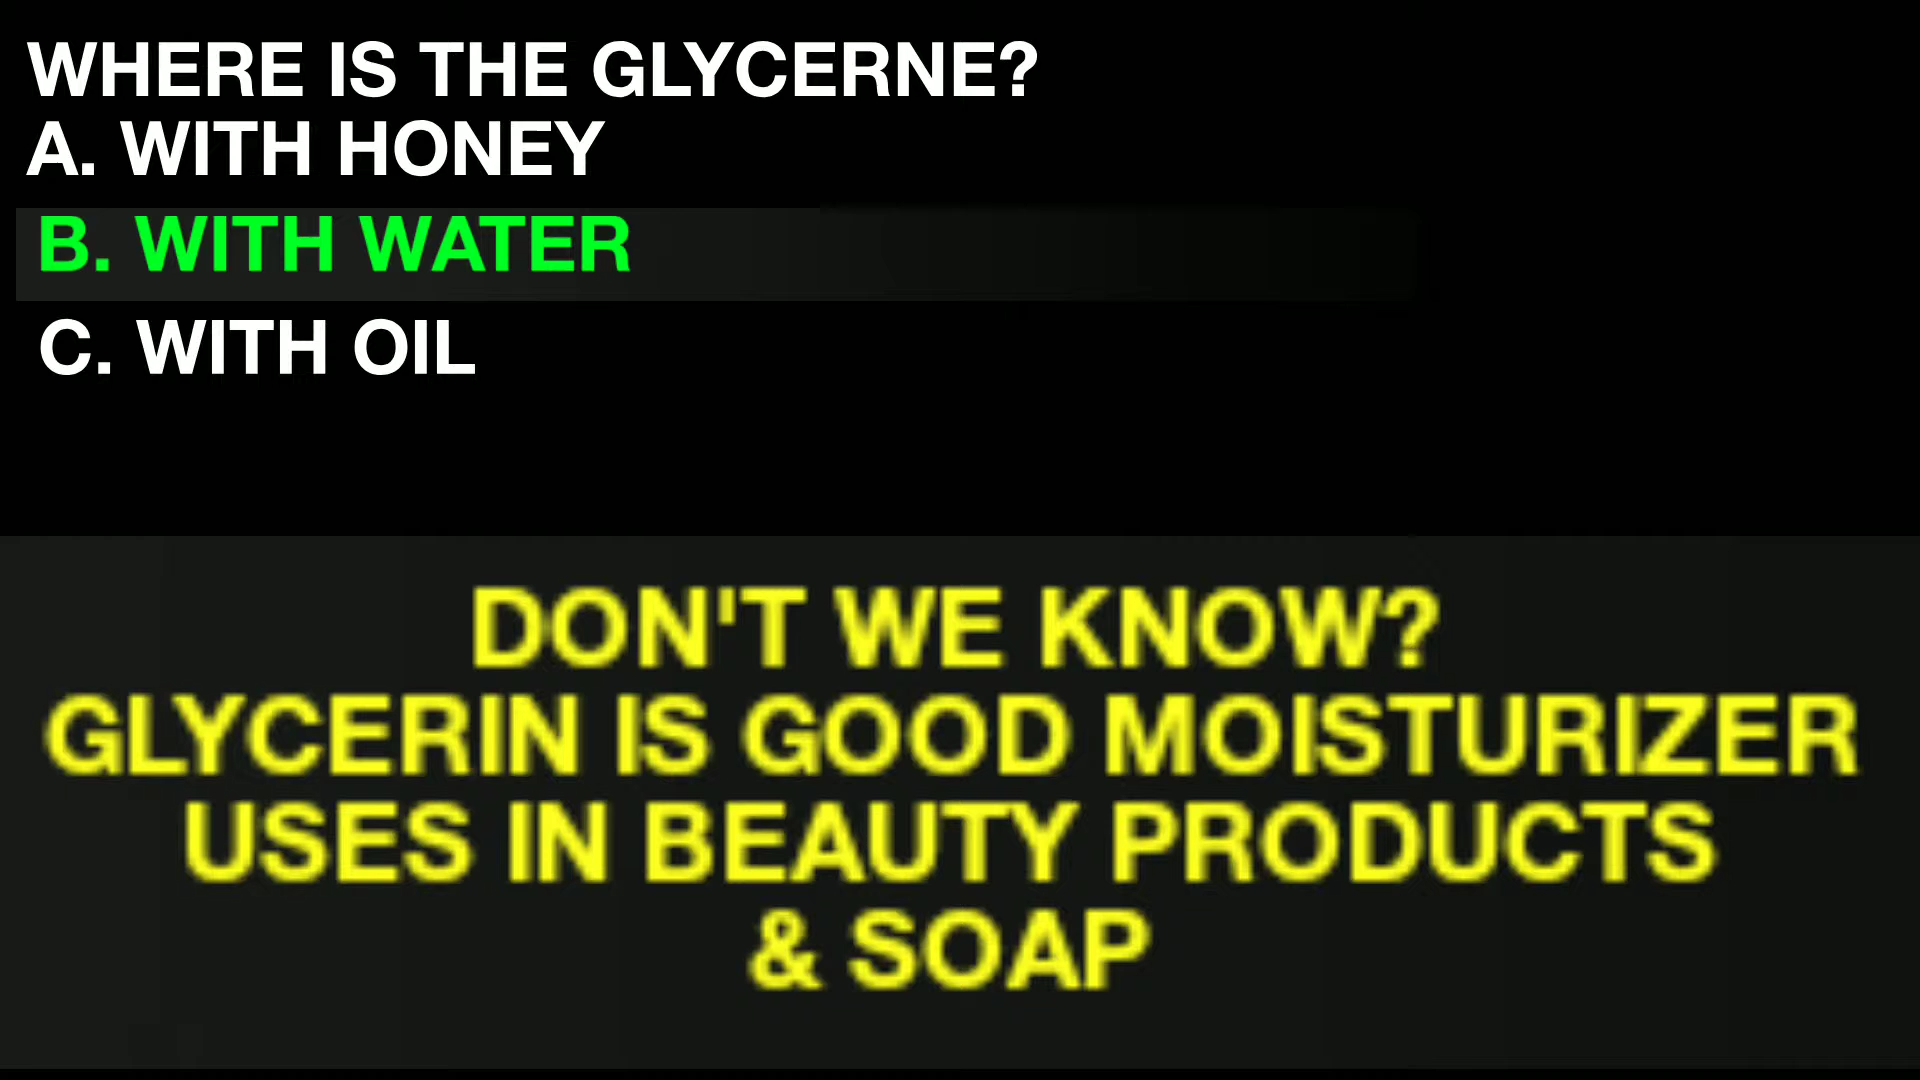 WHERE IS THE GLYCERNE?
A. WITH HONEY
B. WITH WATER
C. WITH OIL
DON'T WE KNOW?
GLYCERIN IS GOOD MOISTURIZER
USES IN BEAUTY PRODUCTS
& SOAP